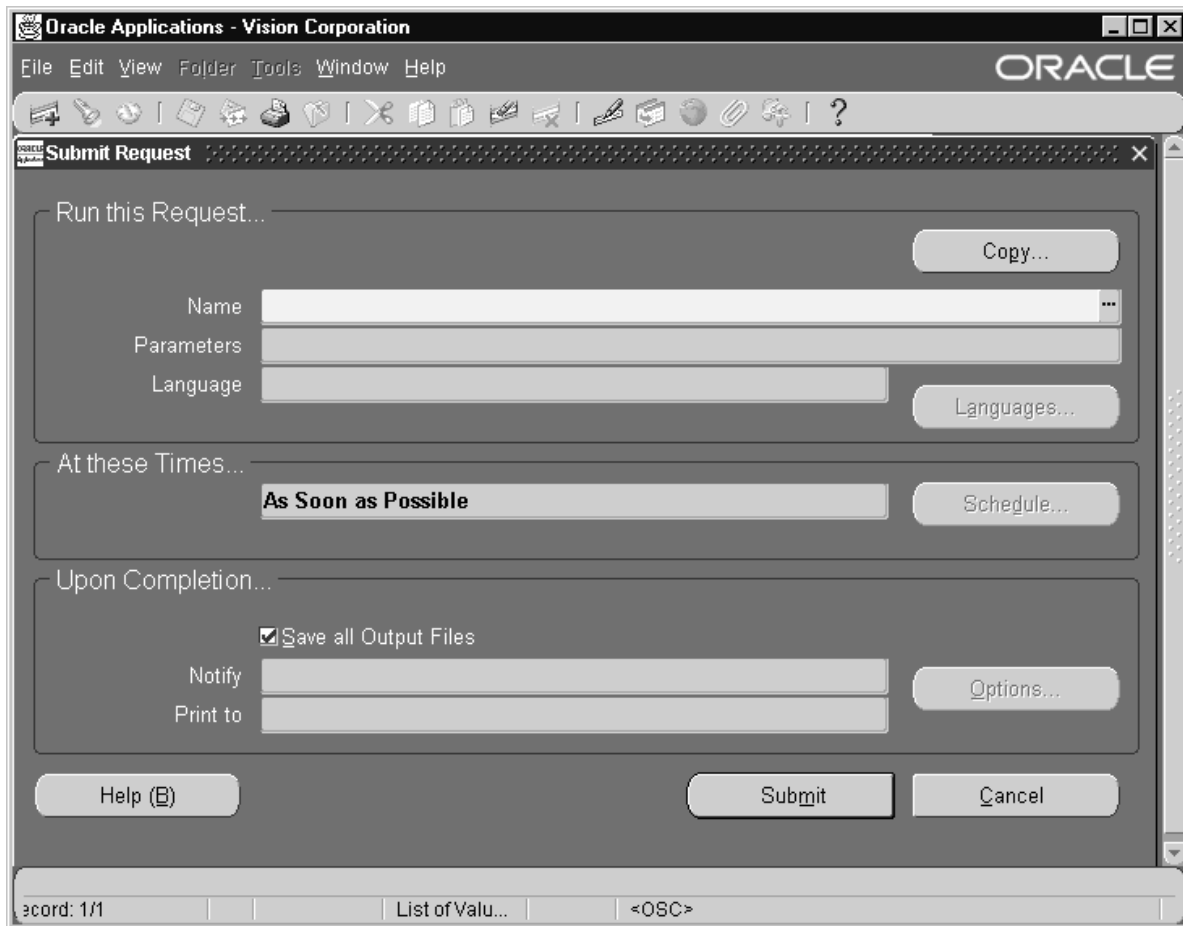 Oracle Applications - Vision Corporation
File Edit View Folder Tools Window Help
ORACLE
?
Submit Request
Run this Request...
Copy...
Name
...
Parameters
Language
Languages...
At these Times...
As Soon as Possible
Schedule...
Upon Completion...
Save all Output Files
Notify
Options...
Print to
Help (B)
Submit
Cancel
ecord: 1/1
List of Valu...
<OSC>